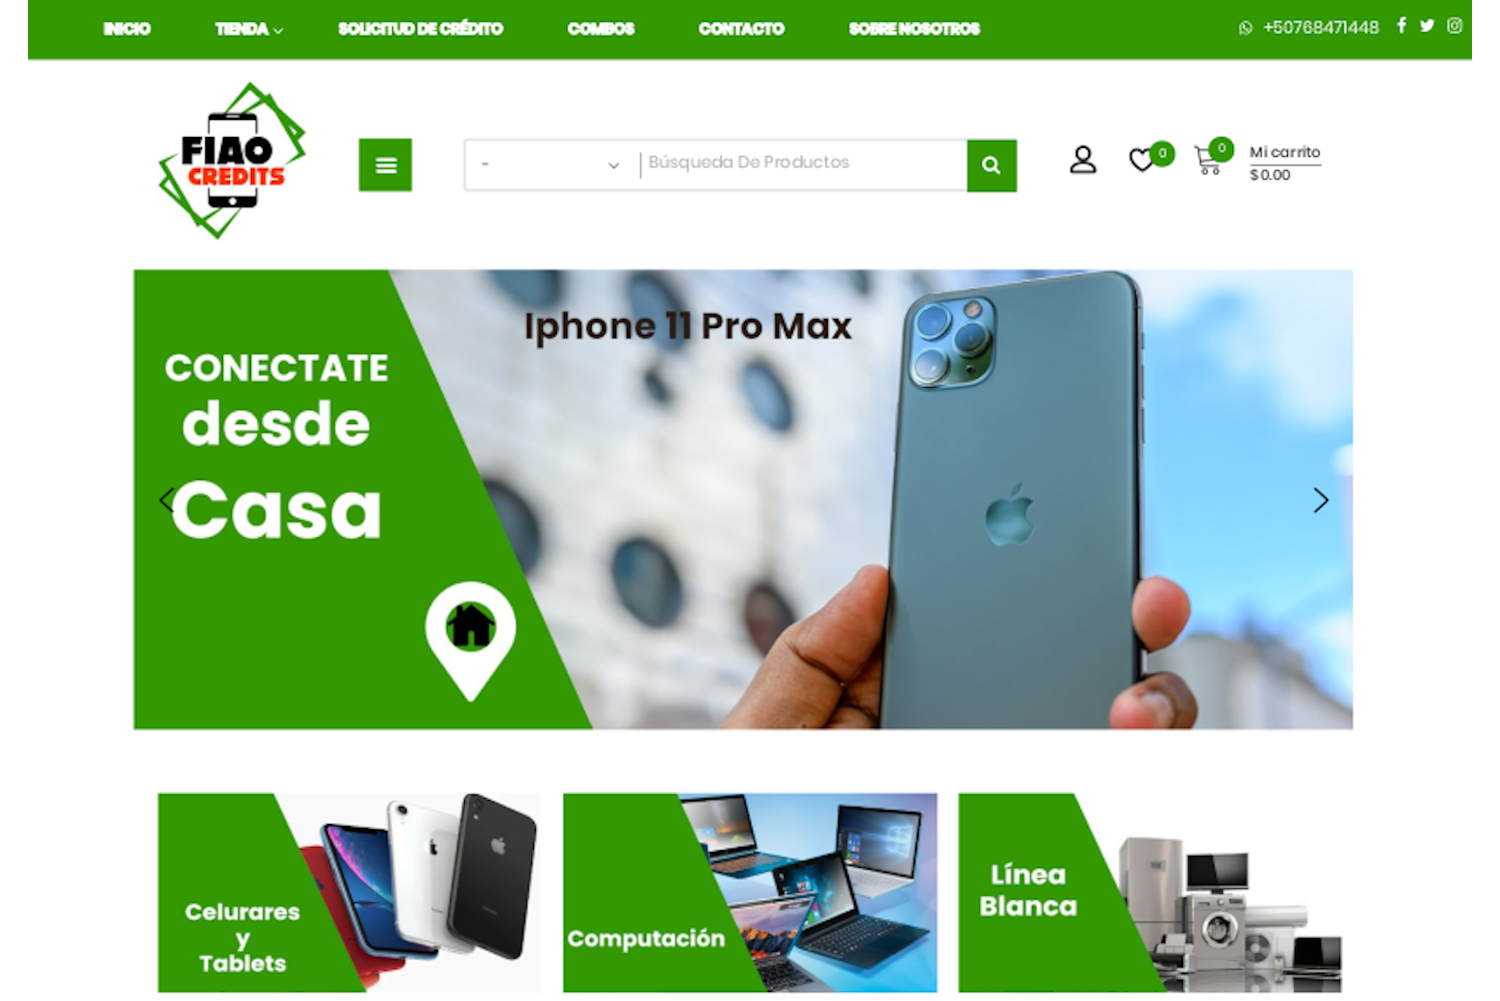 INICIO TIENDA SOLICITUD DE CRÉDITO COMBOS CONTACTO SOBRE NOSOTROS +50768471448
FIAO
CREDITS
- Búsqueda De Productos
0 0 Mi carrito
$0.00
Iphone 11 Pro Max
CONECTATE
desde
Casa
Celurares
y
Tablets
Computación
Línea
Blanca